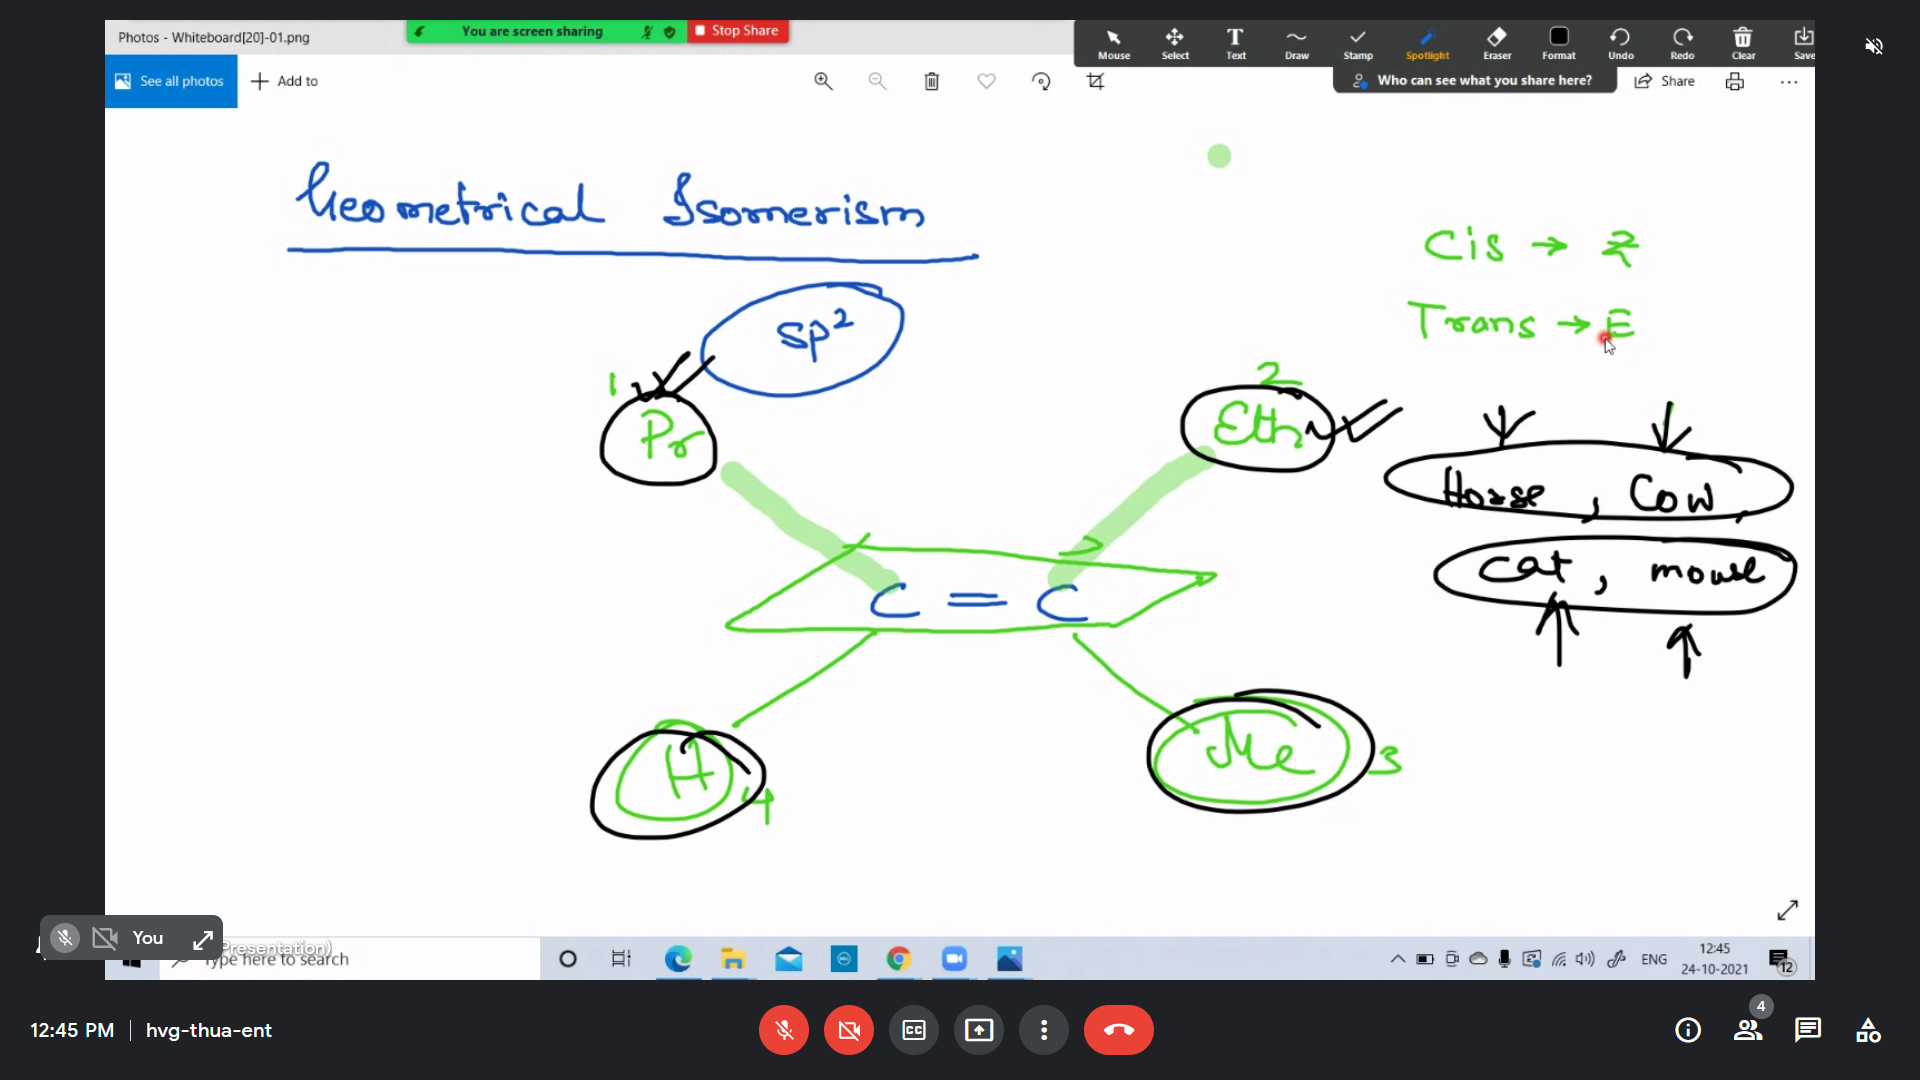 Photos - Whiteboard[20]-01.png
You are screen sharing
Stop Share
Mouse Select Text Draw Stamp Spotlight Eraser Format Undo Redo Clear Save
See all photos
Add to
Who can see what you share here?
Share
Geometrical Isomerism
Cis → Z
Trans → E
sp²
1
Pr
2
Eth
Horse, Cow,
cat, mouse
C = C
H
4
Me
3
You
Presentation)
Type here to search
ENG
12:45
24-10-2021
12
12:45 PM | hvg-thua-ent
CC
4